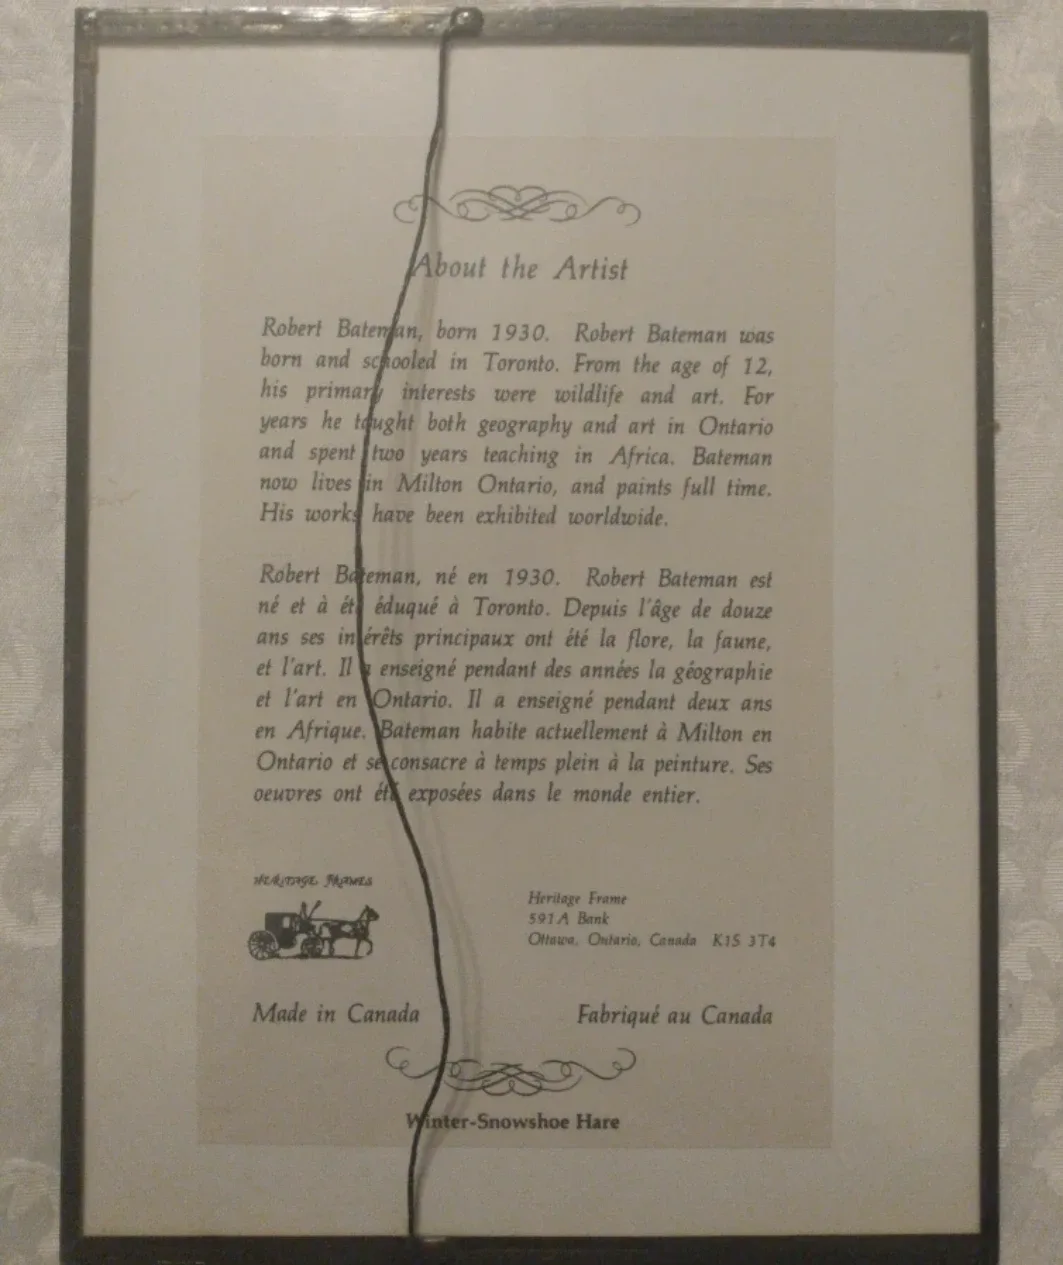 About the Artist
Robert Bateman, born 1930. Robert Bateman was
born and schooled in Toronto. From the age of 12,
his primary interests were wildlife and art. For
years he taught both geography and art in Ontario
and spent two years teaching in Africa. Bateman
now lives in Milton Ontario, and paints full time.
His works have been exhibited worldwide.
Robert Bateman, né en 1930. Robert Bateman est
né et à été éduqué à Toronto. Depuis l'âge de douze
ans ses intérêts principaux ont été la flore, la faune,
et l'art. Il a enseigné pendant des années la géographie
et l'art en Ontario. Il a enseigné pendant deux ans
en Afrique. Bateman habite actuellement à Milton en
Ontario et se consacre à temps plein à la peinture. Ses
oeuvres ont été exposées dans le monde entier.
HERITAGE FRAMES
Heritage Frame
591A Bank
Ottawa, Ontario, Canada K1S 3T4
Made in Canada
Fabriqué au Canada
Winter-Snowshoe Hare